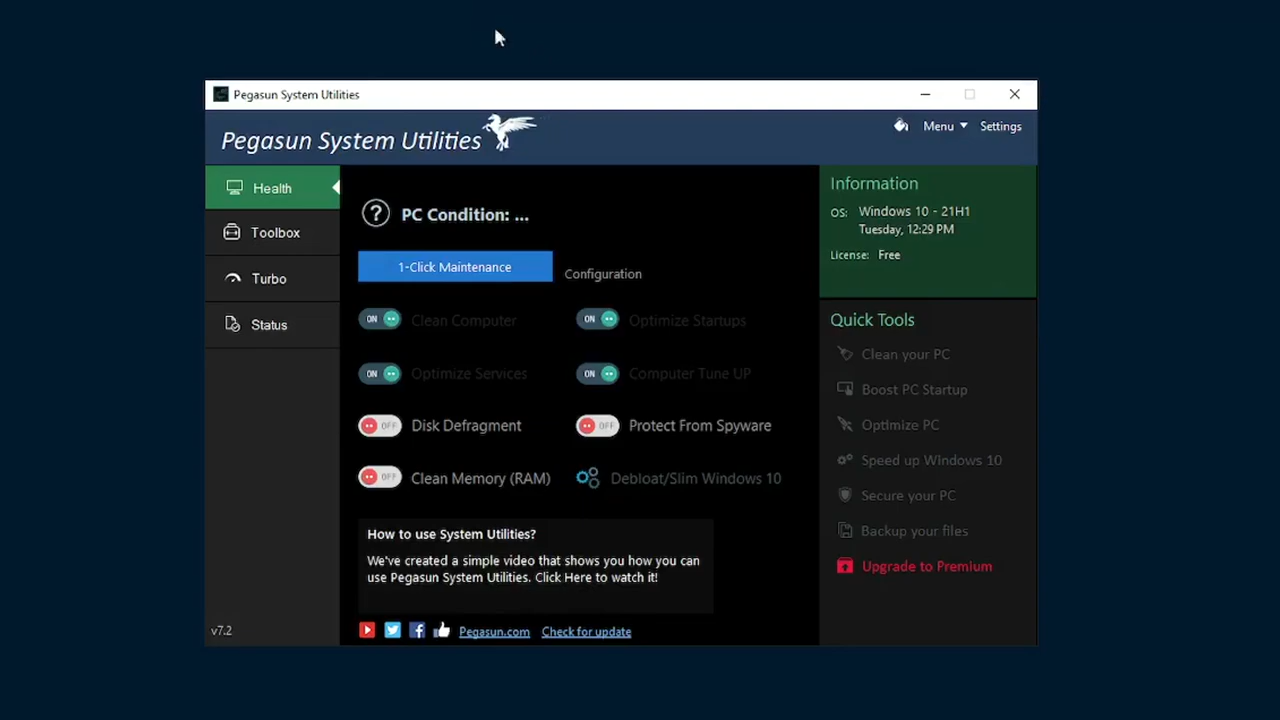 Pegasun System Utilities
Pegasun System Utilities
Menu
Settings
Health
Toolbox
Turbo
Status
v7.2
PC Condition: ...
1-Click Maintenance
Configuration
ON
Clean Computer
ON
Optimize Startups
ON
Optimize Services
ON
Computer Tune UP
OFF
Disk Defragment
OFF
Protect From Spyware
OFF
Clean Memory (RAM)
Debloat/Slim Windows 10
How to use System Utilities?
We've created a simple video that shows you how you can
use Pegasun System Utilities. Click Here to watch it!
Pegasun.com
Check for update
Information
OS: Windows 10 - 21H1
Tuesday, 12:29 PM
License: Free
Quick Tools
Clean your PC
Boost PC Startup
Optimize PC
Speed up Windows 10
Secure your PC
Backup your files
Upgrade to Premium